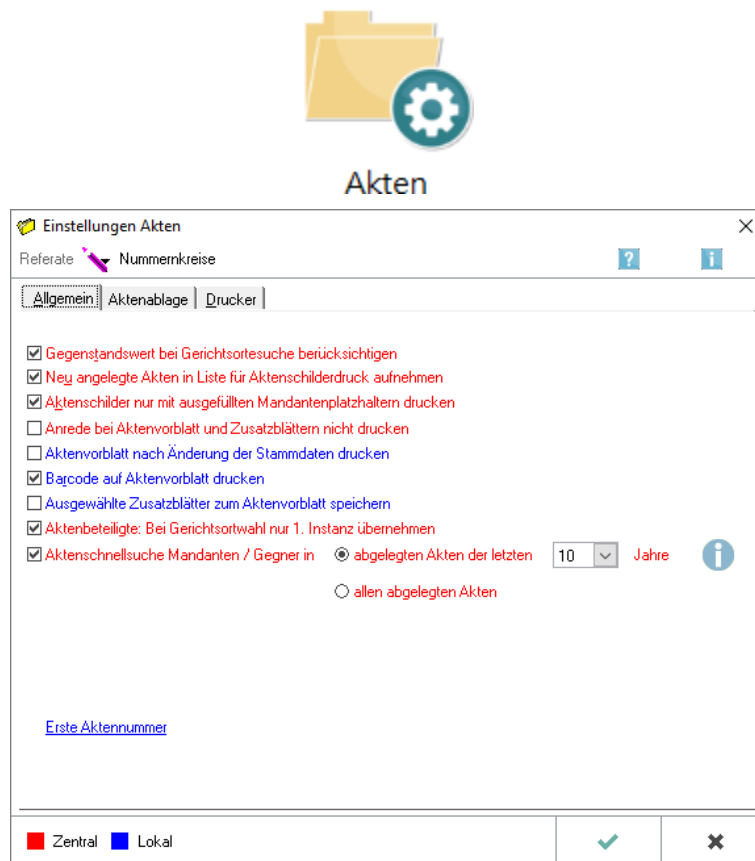 Akten
Einstellungen Akten
Referate Nummernkreise ? i
Allgemein Aktenablage Drucker
Gegenstandswert bei Gerichtsortesuche berücksichtigen
Neu angelegte Akten in Liste für Aktenschilderdruck aufnehmen
Aktenschilder nur mit ausgefüllten Mandantenplatzhaltern drucken
Anrede bei Aktenvorblatt und Zusatzblättern nicht drucken
Aktenvorblatt nach Änderung der Stammdaten drucken
Barcode auf Aktenvorblatt drucken
Ausgewählte Zusatzblätter zum Aktenvorblatt speichern
Aktenbeteiligte: Bei Gerichtsortwahl nur 1. Instanz übernehmen
Aktenschnellsuche Mandanten / Gegner in abgelegten Akten der letzten 10 Jahre i
allen abgelegten Akten
Erste Aktennummer
Zentral Lokal